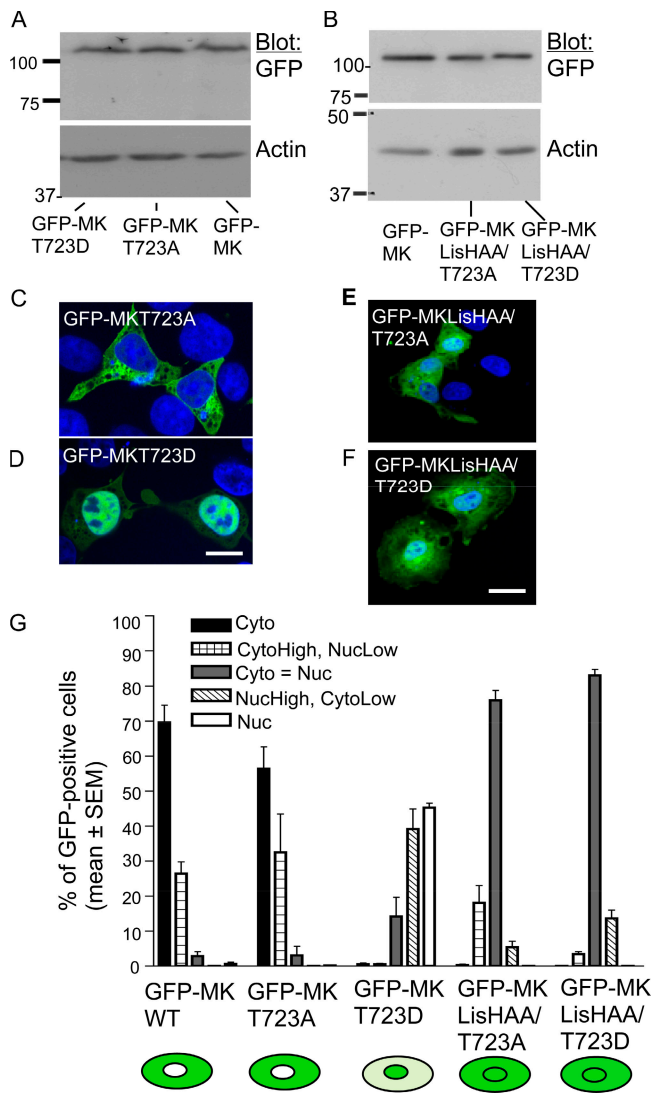 A
Blot:
GFP
100
75
Actin
37-
GFP-MK
T723D
GFP-MK
T723A
GFP-
MK
B
Blot:
GFP
100-
75
50
Actin
37
GFP-
MK
GFP-MK
LisHAA/
T723A
GFP-MK
LisHAA/
T723D
C
GFP-MKT723A
D
GFP-MKT723D
E
GFP-MKLisHAA/
T723A
F
GFP-MKLisHAA/
T723D
G
% of GFP-positive cells
(mean ± SEM)
100
90
80
70
60
50
40
30
20
10
0
Cyto
CytoHigh, NucLow
Cyto = Nuc
NucHigh, CytoLow
Nuc
GFP-MK
WT
GFP-MK
T723A
GFP-MK
T723D
GFP-MK
LisHAA/
T723A
GFP-MK
LisHAA/
T723D